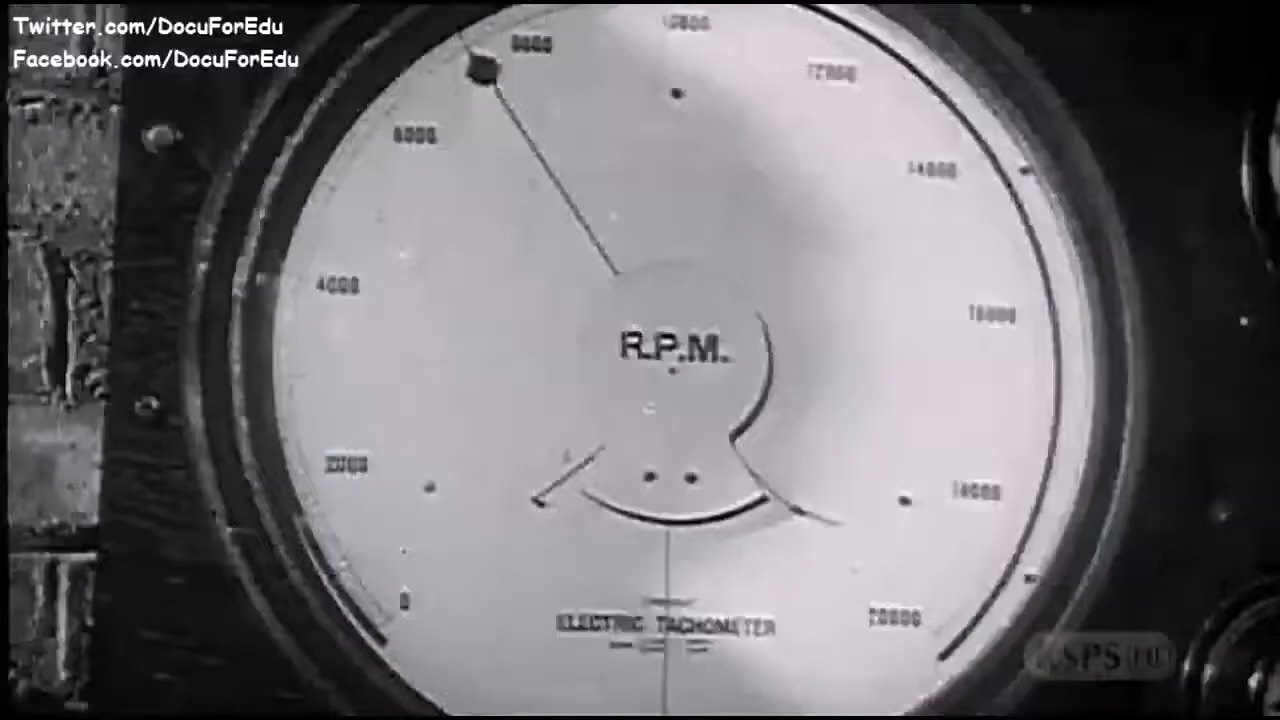 Twitter.com/DocuForEdu
Facebook.com/DocuForEdu
8000
10000
12000
6000
14000
4000
16000
R.P.M.
2000
18000
0
20000
ELECTRIC TACHOMETER